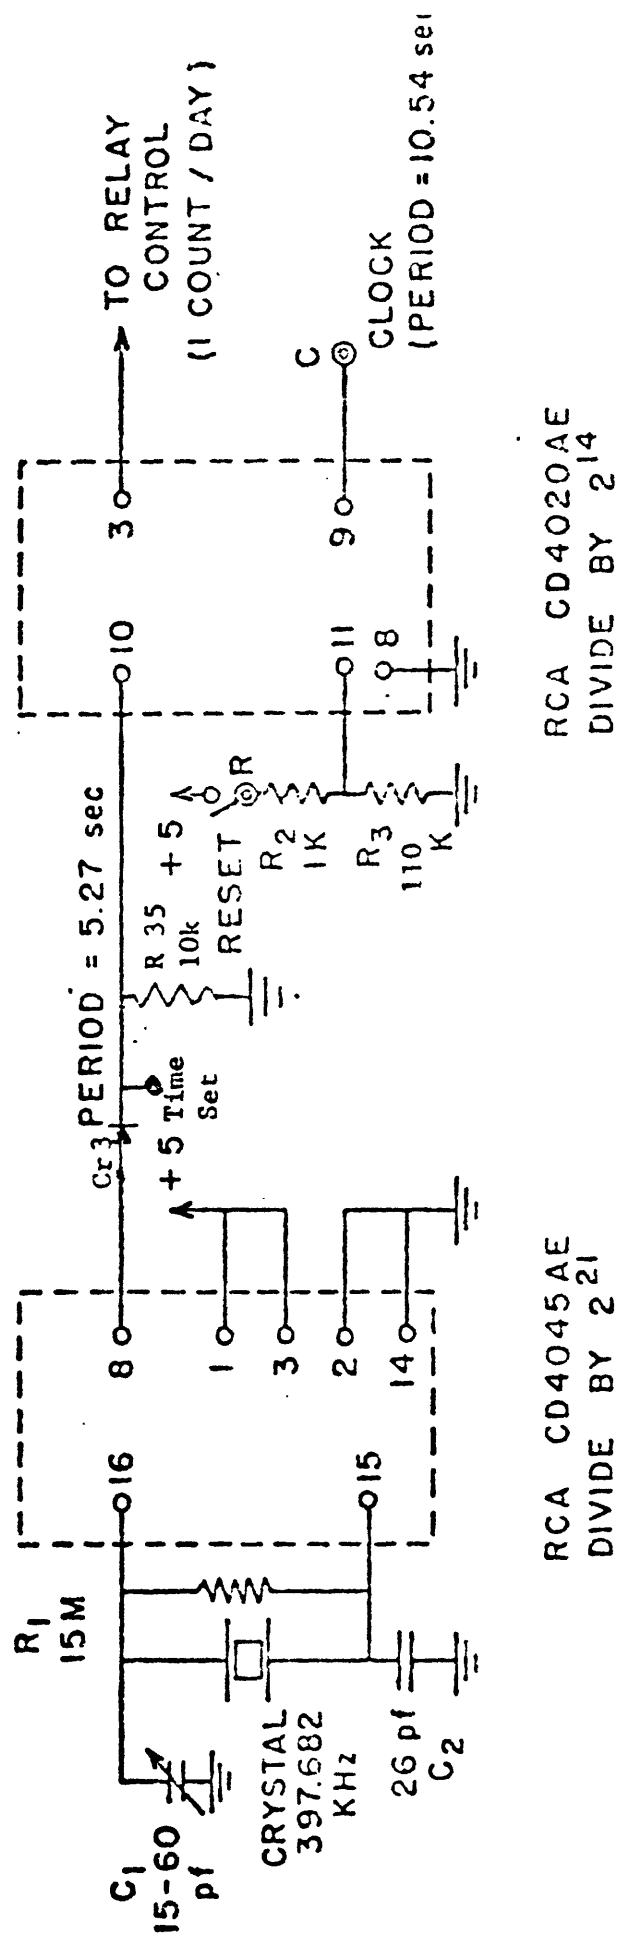 C1
15-60
pf
CRYSTAL
397.682
KHz
26 pf
C2
R1
15M
16
15
8
1
3
2
14
RCA CD4045AE
DIVIDE BY 2^21
Cr3
PERIOD = 5.27 sec
+5
Time
Set
R 35
10k
+5
RESET
R
R2
1K
R3
110
K
10
11
8
3
9
RCA CD4020AE
DIVIDE BY 2^14
TO RELAY
CONTROL
(1 COUNT / DAY)
C
CLOCK
(PERIOD = 10.54 sec